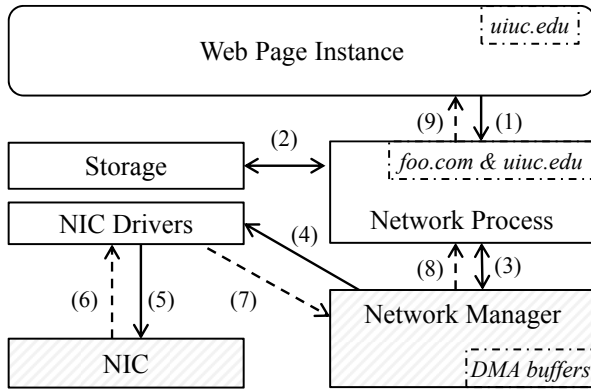 uiuc.edu
Web Page Instance
(9)
(1)
(2)
foo.com & uiuc.edu
Storage
NIC Drivers
Network Process
(4)
(8)
(3)
(6)
(5)
(7)
Network Manager
NIC
DMA buffers